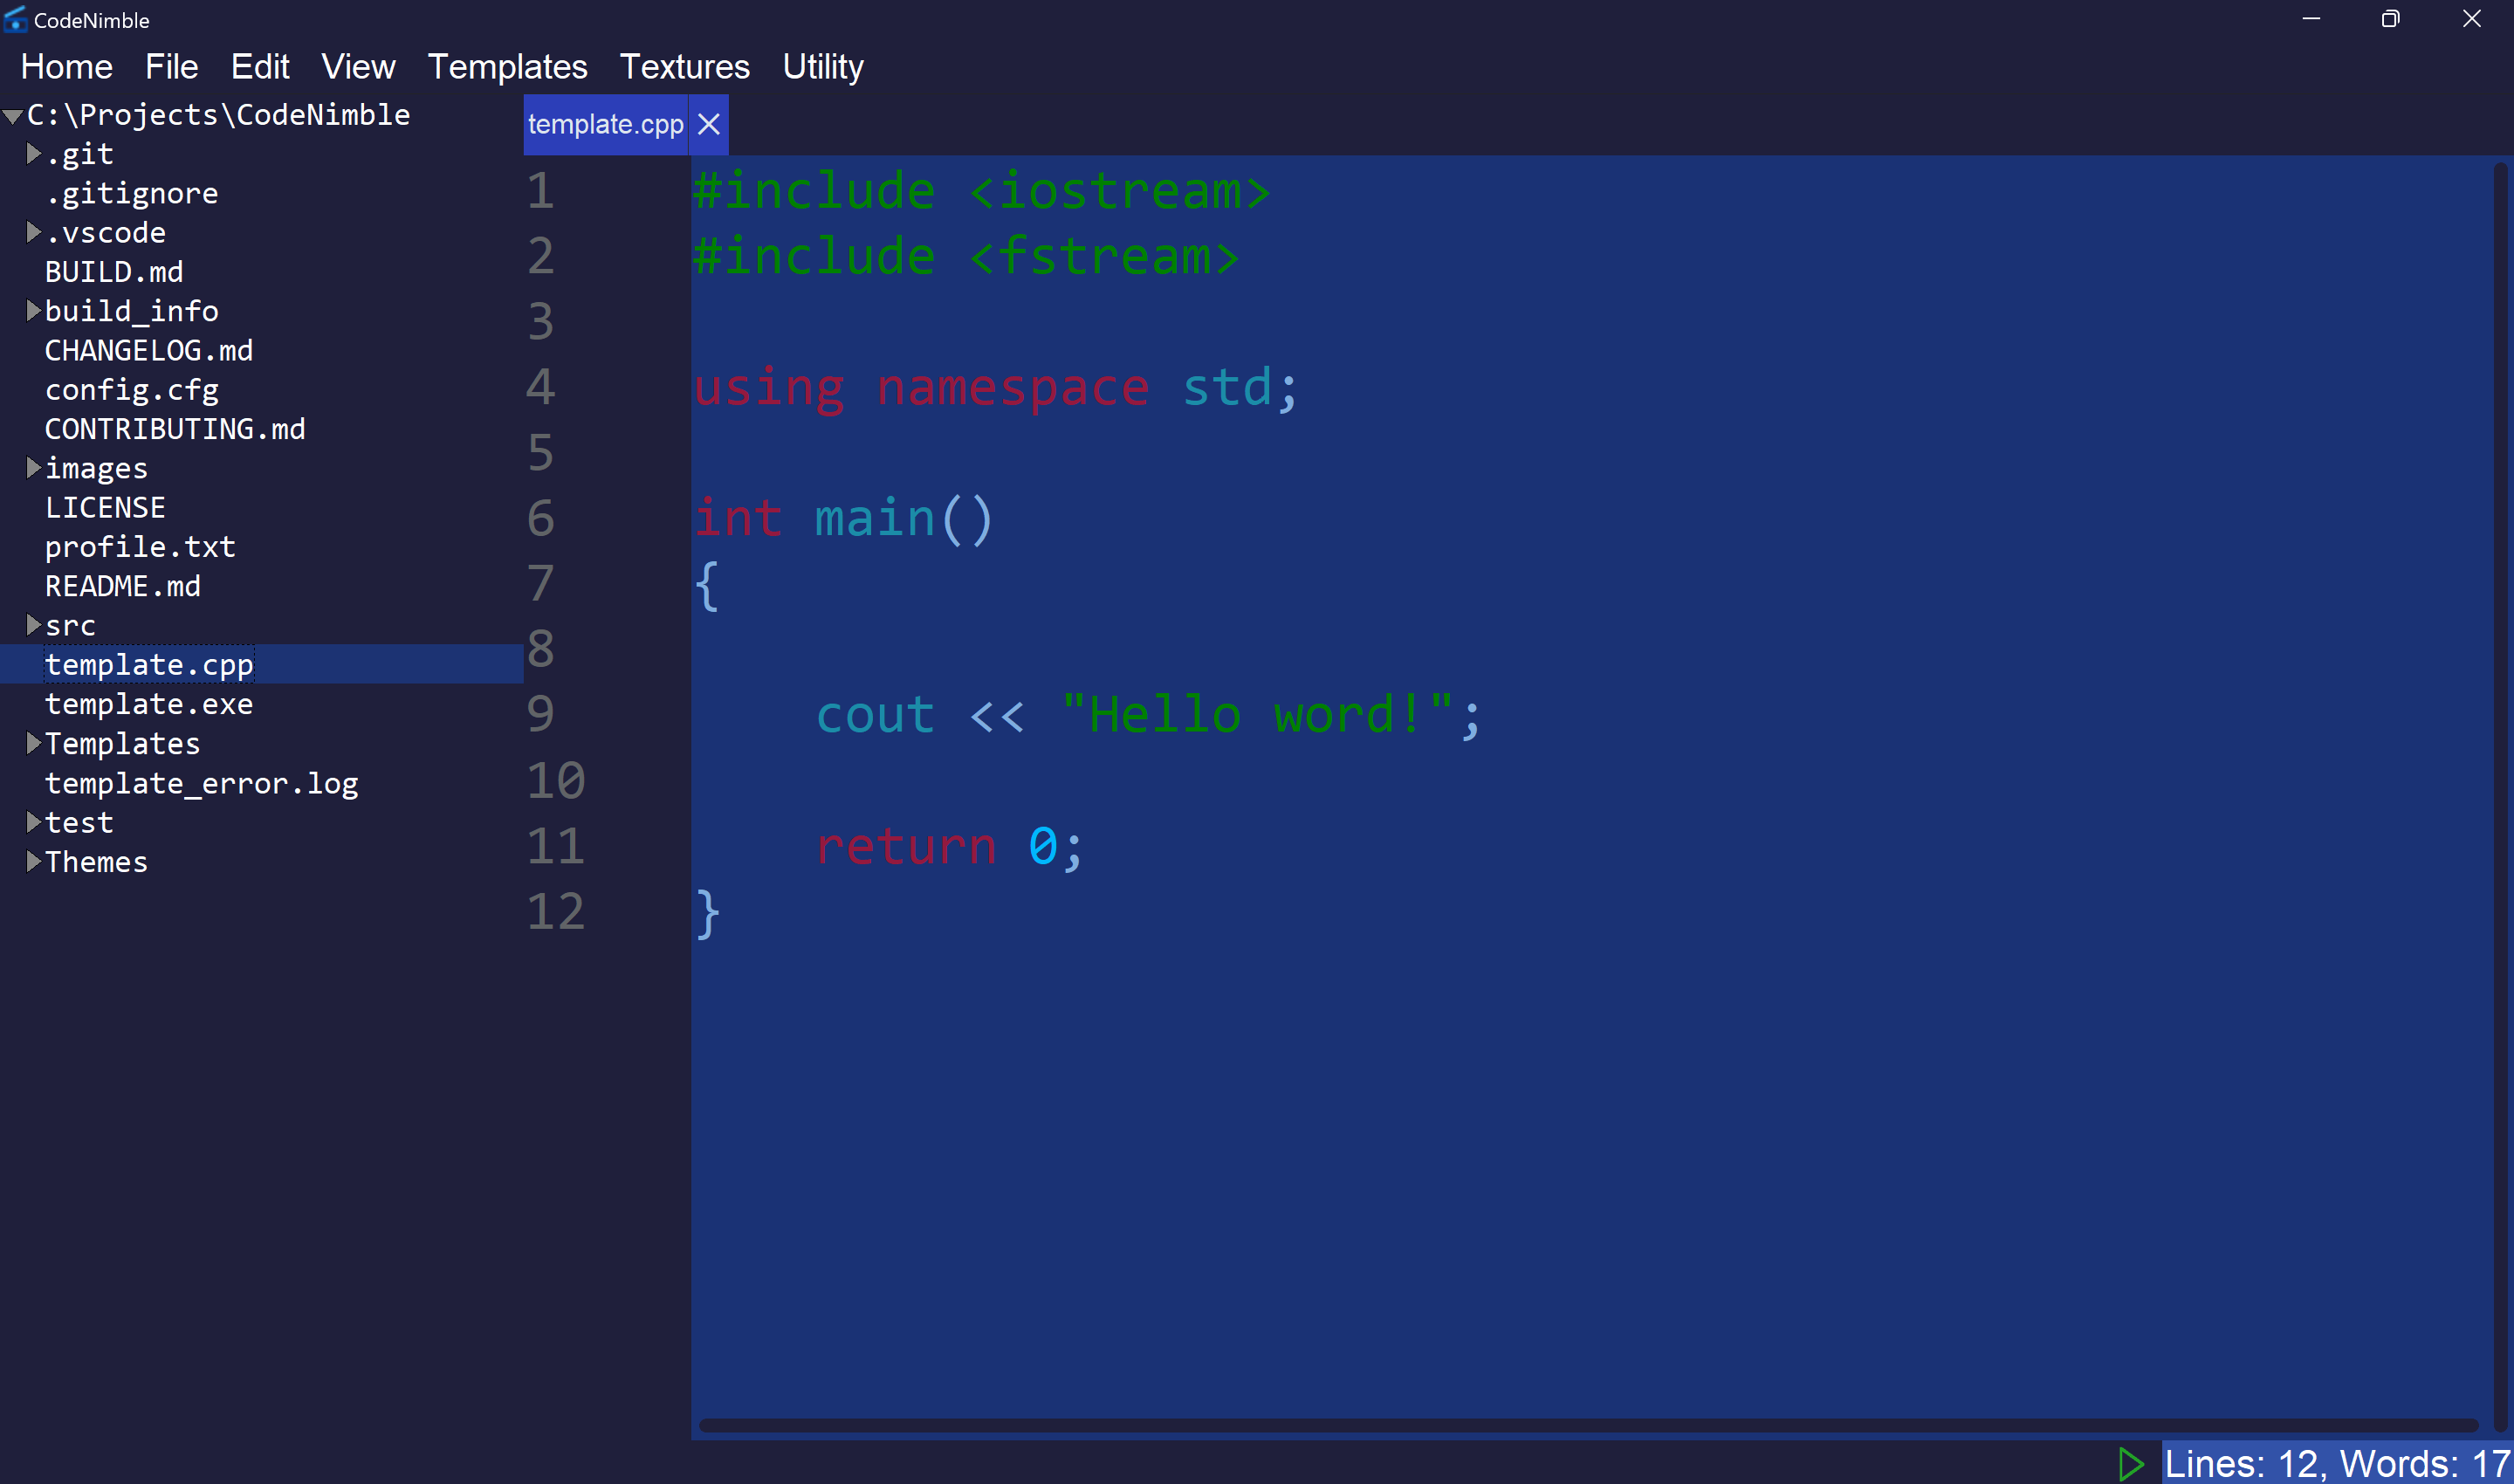 CodeNimble
Home File Edit View Templates Textures Utility
C:\Projects\CodeNimble
.git
.gitignore
.vscode
BUILD.md
build_info
CHANGELOG.md
config.cfg
CONTRIBUTING.md
images
LICENSE
profile.txt
README.md
src
template.cpp
template.exe
Templates
template_error.log
test
Themes
template.cpp
1 #include <iostream>
2 #include <fstream>
3
4 using namespace std;
5
6 int main()
7 {
8
9 cout << "Hello word!";
10
11 return 0;
12 }
Lines: 12, Words: 17